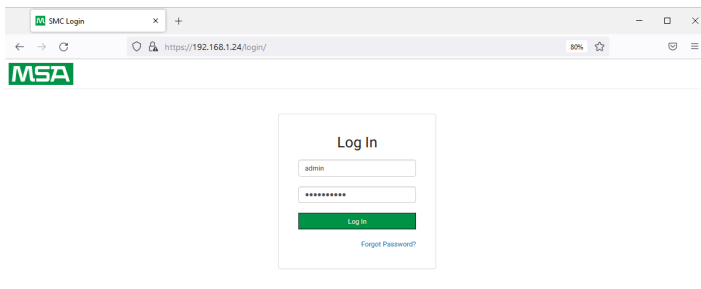 SMC Login
https://192.168.1.24/login/
80%
MSA
Log In
admin
••••••••••
Log In
Forgot Password?